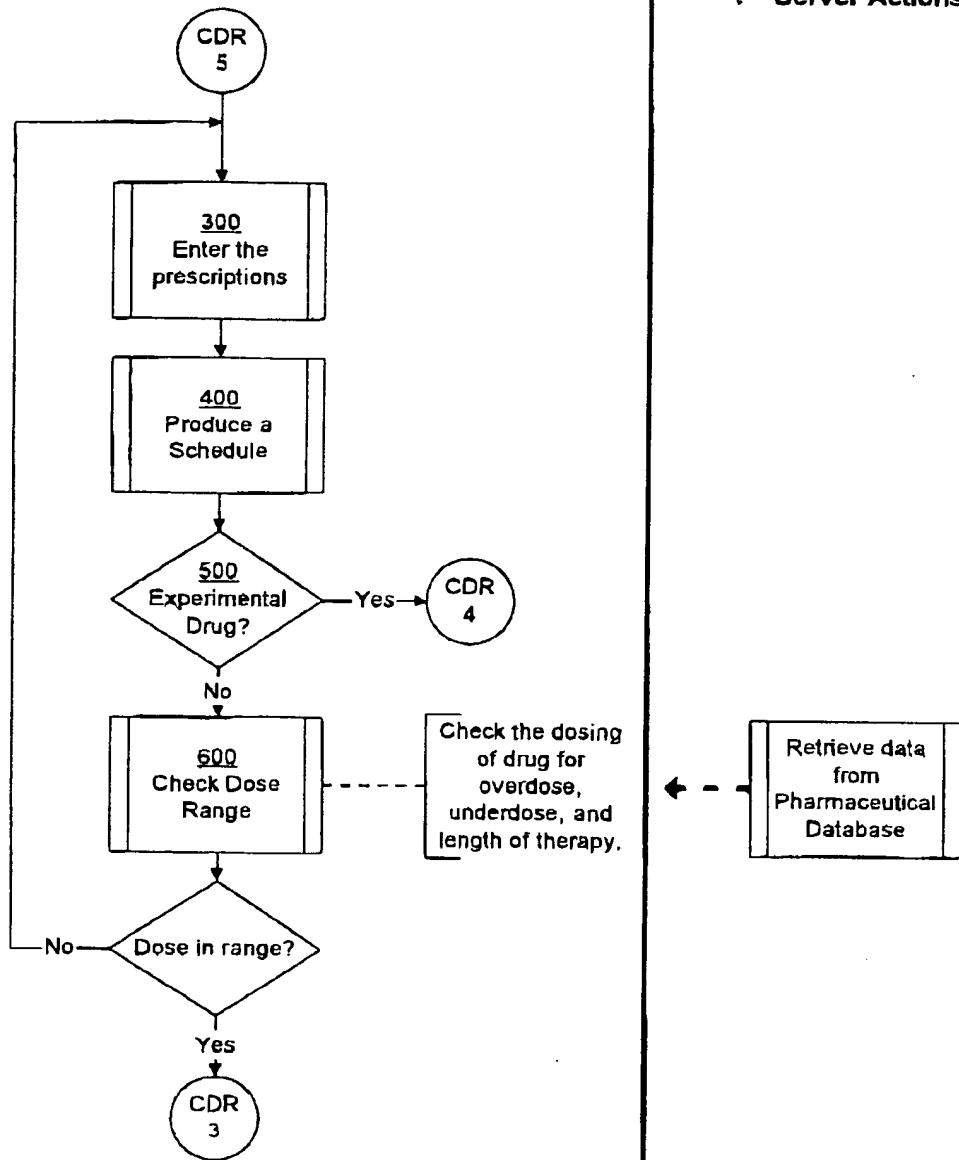 Server Actions
CDR
5
300
Enter the
prescriptions
400
Produce a
Schedule
500
Experimental
Drug?
Yes
CDR
4
No
600
Check Dose
Range
Check the dosing
of drug for
overdose,
underdose, and
length of therapy.
Retrieve data
from
Pharmaceutical
Database
No
Dose in range?
Yes
CDR
3